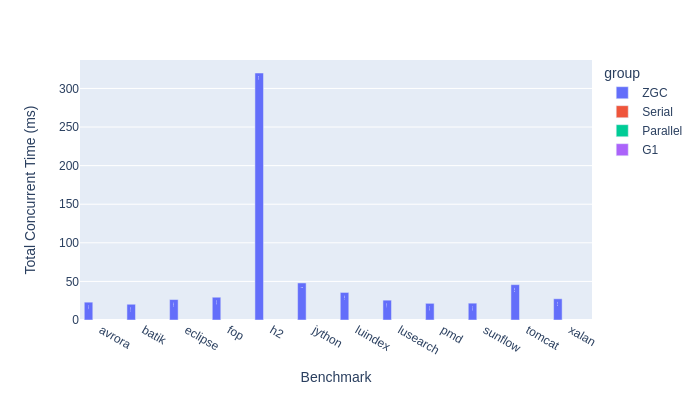 group
ZGC
Serial
Parallel
G1
Total Concurrent Time (ms)
300
250
200
150
100
50
0
avrora
batik
eclipse
fop
h2
jython
luindex
lusearch
pmd
sunflow
tomcat
xalan
Benchmark